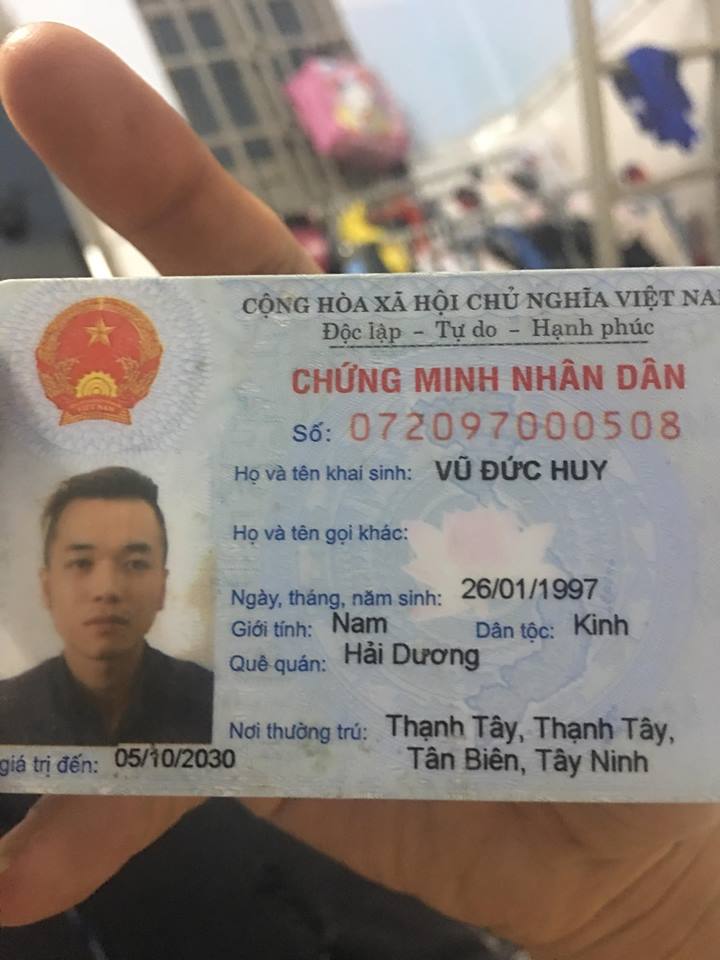 CỘNG HÒA XÃ HỘI CHỦ NGHĨA VIỆT NA
Độc lập - Tự do - Hạnh phúc
CHỨNG MINH NHÂN DÂN
Số: 072097000508
Họ và tên khai sinh: VŨ ĐỨC HUY
Họ và tên gọi khác:
Ngày, tháng, năm sinh: 26/01/1997
Giới tính: Nam Dân tộc: Kinh
Quê quán: Hải Dương
Nơi thường trú: Thạnh Tây, Thạnh Tây,
Tân Biên, Tây Ninh
giá trị đến: 05/10/2030
VIỆT NAM